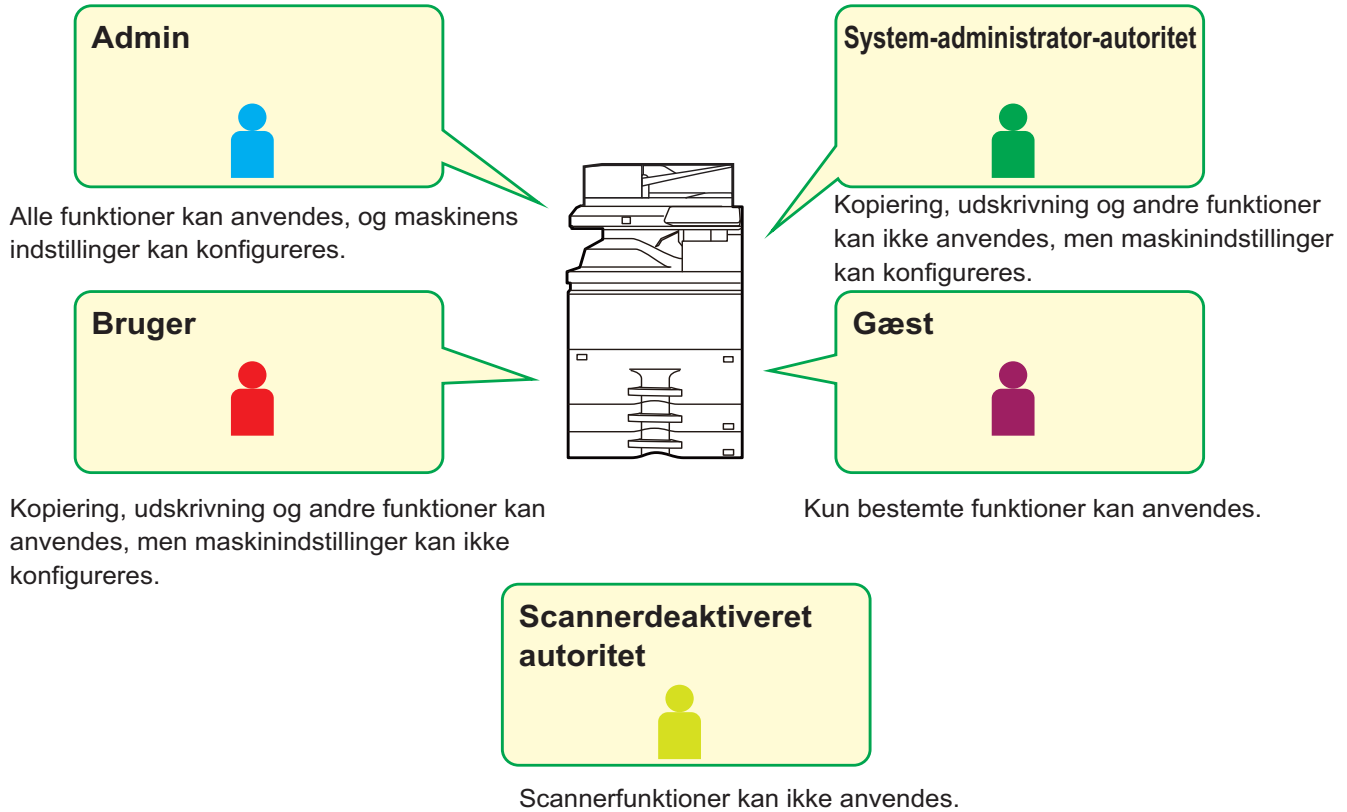 Admin
Alle funktioner kan anvendes, og maskinens
indstillinger kan konfigureres.
System-administrator-autoritet
Kopiering, udskrivning og andre funktioner
kan ikke anvendes, men maskinindstillinger
kan konfigureres.
Bruger
Kopiering, udskrivning og andre funktioner kan
anvendes, men maskinindstillinger kan ikke
konfigureres.
Gæst
Kun bestemte funktioner kan anvendes.
Scannerdeaktiveret
autoritet
Scannerfunktioner kan ikke anvendes.